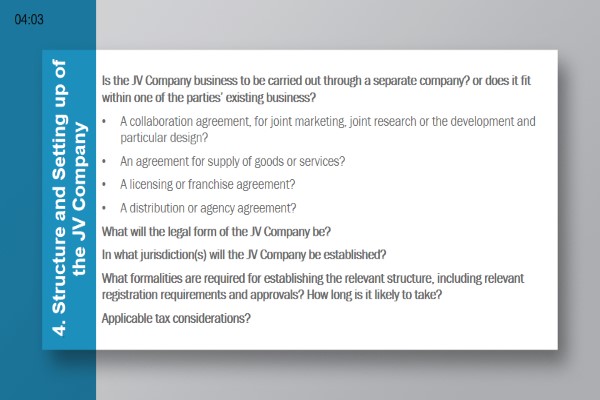 04:03
4. Structure and Setting up of
the JV Company
Is the JV Company business to be carried out through a separate company? or does it fit
within one of the parties' existing business?
• A collaboration agreement, for joint marketing, joint research or the development and
particular design?
• An agreement for supply of goods or services?
• A licensing or franchise agreement?
• A distribution or agency agreement?
What will the legal form of the JV Company be?
In what jurisdiction(s) will the JV Company be established?
What formalities are required for establishing the relevant structure, including relevant
registration requirements and approvals? How long is it likely to take?
Applicable tax considerations?